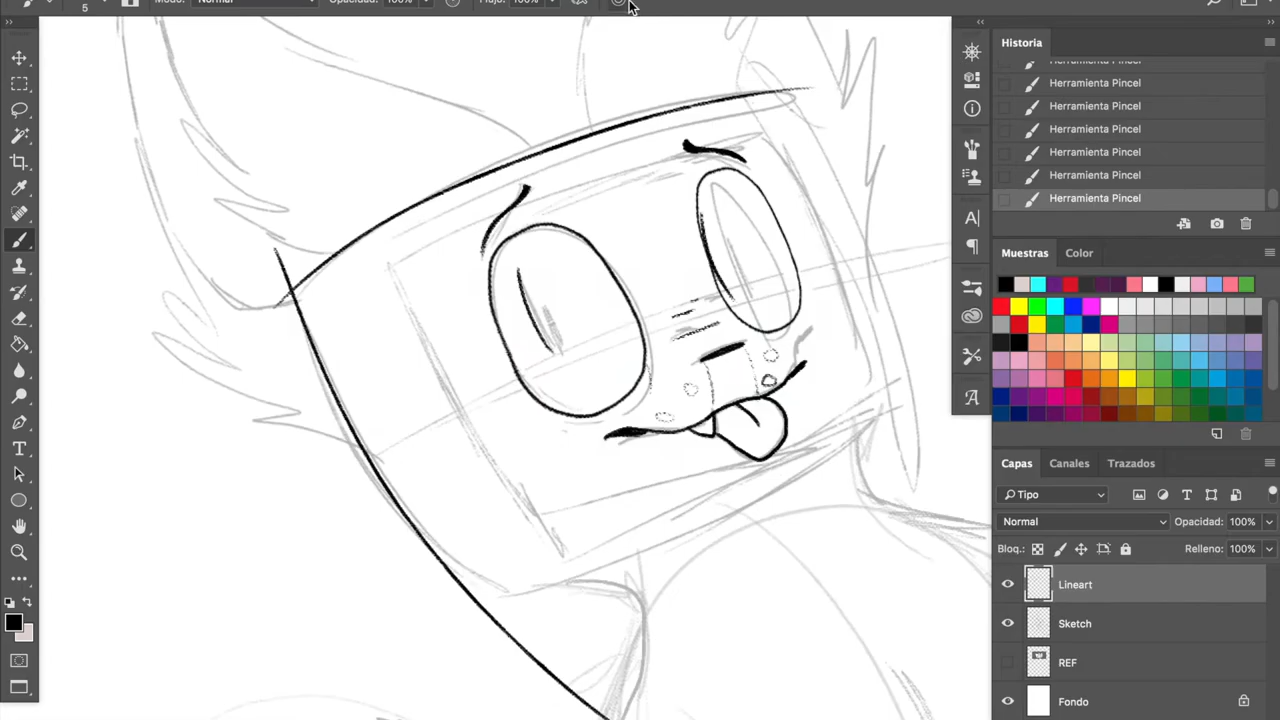 5 Modo: Normal Opacidad: 100% Flujo: 100%
Historia
Herramienta Pincel
Herramienta Pincel
Herramienta Pincel
Herramienta Pincel
Herramienta Pincel
Herramienta Pincel
Herramienta Pincel
Muestras Color
Capas Canales Trazados
Tipo
Normal Opacidad: 100%
Bloq.: Relleno: 100%
Lineart
Sketch
REF
Fondo